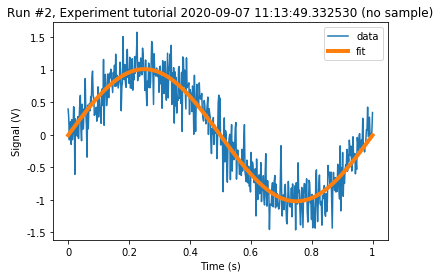 Run #2, Experiment tutorial 2020-09-07 11:13:49.332530 (no sample)
data
fit
1.5
1
0.5
0
-0.5
-1
-1.5
Signal (V)
0
0.2
0.4
0.6
0.8
1
Time (s)